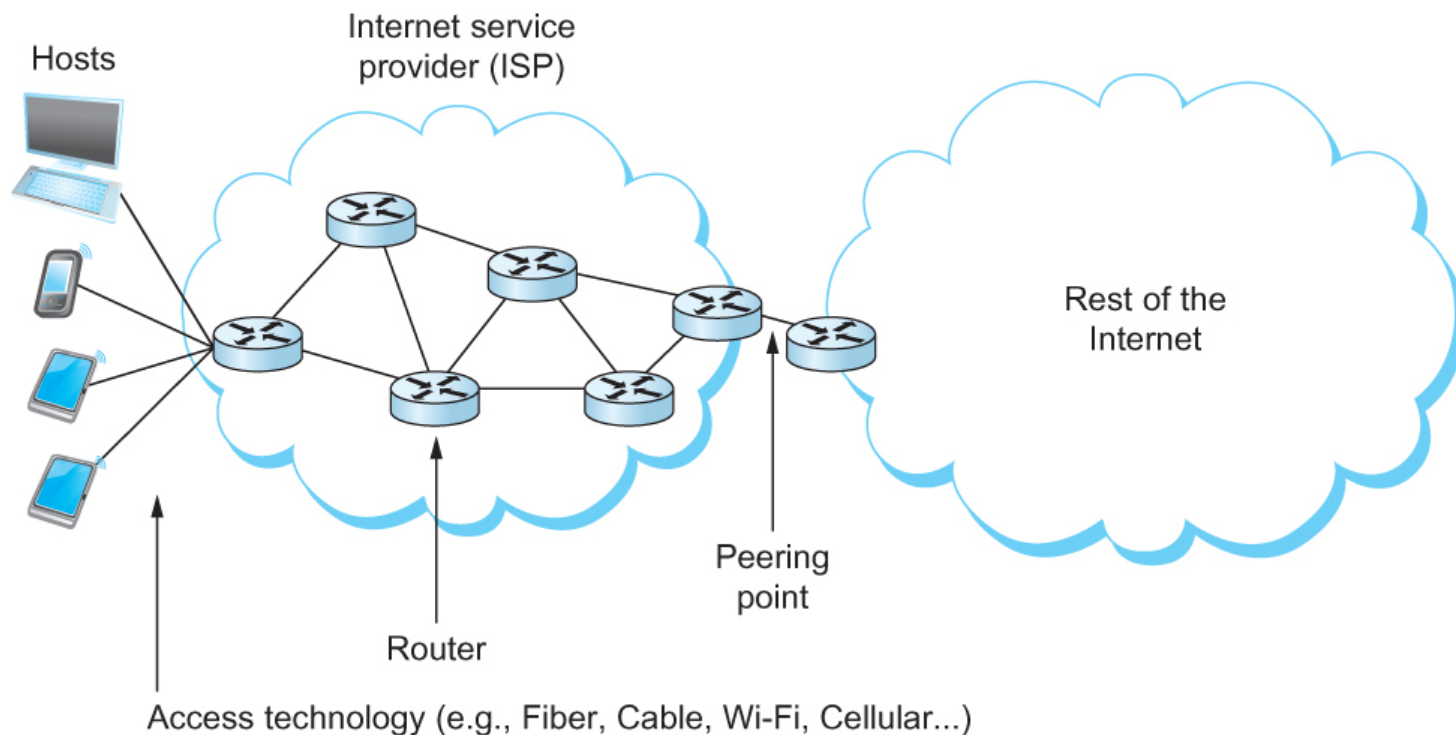 Internet service
provider (ISP)
Hosts
Rest of the
Internet
Peering
point
Router
Access technology (e.g., Fiber, Cable, Wi-Fi, Cellular...)